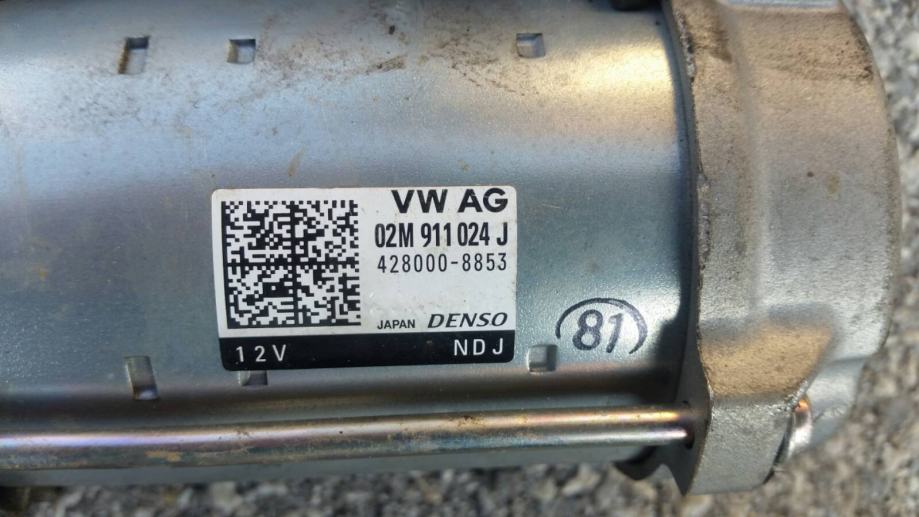 VW AG
02M 911 024 J
428000-8853
JAPAN DENSO
12V NDJ
81